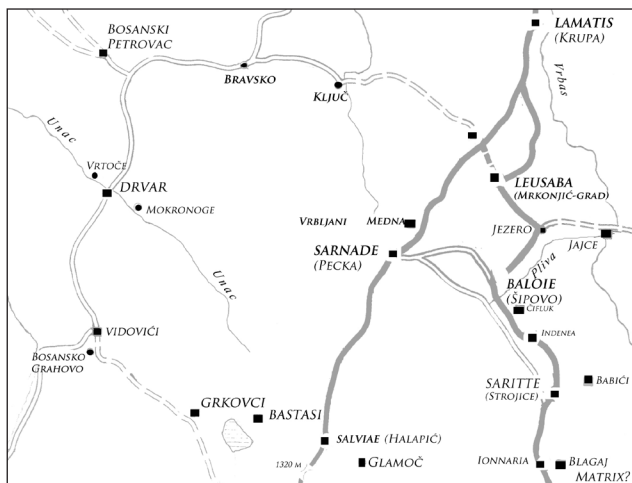 LAMATIS
(KRUPA)
BOSANSKI
PETROVAC
Vrbas
BRAVSKO
KLJUČ
Unac
VRTOČE
DRVAR
MOKRONOGE
LEUSABA
(MRKONJIĆ-GRAD)
VRBLJANI MEDNA
JEZERO
JAJCE
SARNADE
(PECKA)
Pliva
Unac
BALOIE
(ŠIPOVO)
ČIFLUK
VIDOVIĆI
INDENEA
BOSANSKO
GRAHOVO
SARITTE
(STROJICE)
BABIĆI
GRKOVCI
BASTASI
SALVIAE (HALAPIĆ)
1320 M
GLAMOČ
IONNARIA
BLAGAJ
MATRIX?